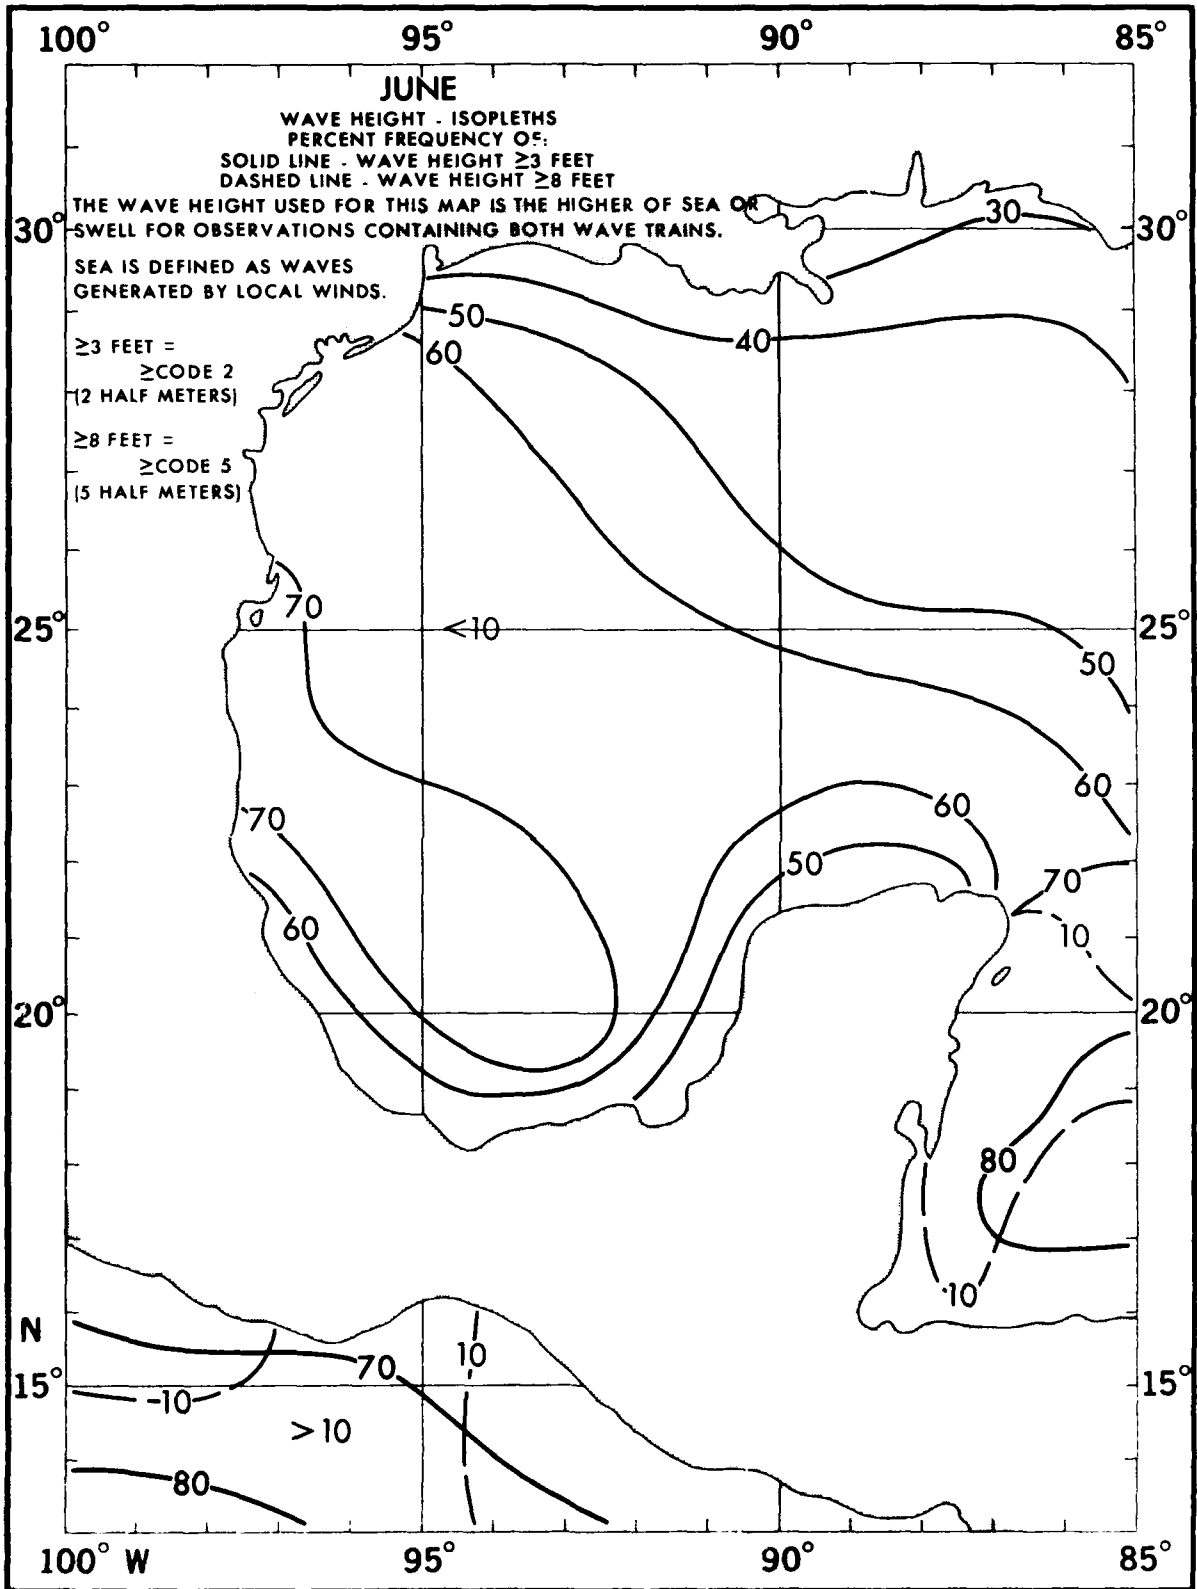 100° 95° 90° 85°
JUNE
WAVE HEIGHT - ISOPLETHS
PERCENT FREQUENCY OF:
SOLID LINE - WAVE HEIGHT ≥3 FEET
DASHED LINE - WAVE HEIGHT ≥8 FEET
THE WAVE HEIGHT USED FOR THIS MAP IS THE HIGHER OF SEA OR
30° SWELL FOR OBSERVATIONS CONTAINING BOTH WAVE TRAINS. 30 30°
SEA IS DEFINED AS WAVES
GENERATED BY LOCAL WINDS.
50
40
≥3 FEET = 60
≥CODE 2
(2 HALF METERS)
≥8 FEET =
≥CODE 5
(5 HALF METERS)
70
25° <10 25°
50
60
70 60
50
70
60 10
20° 20°
80
10
N
70 10
15° 15°
10
>10
80
100° W 95° 90° 85°